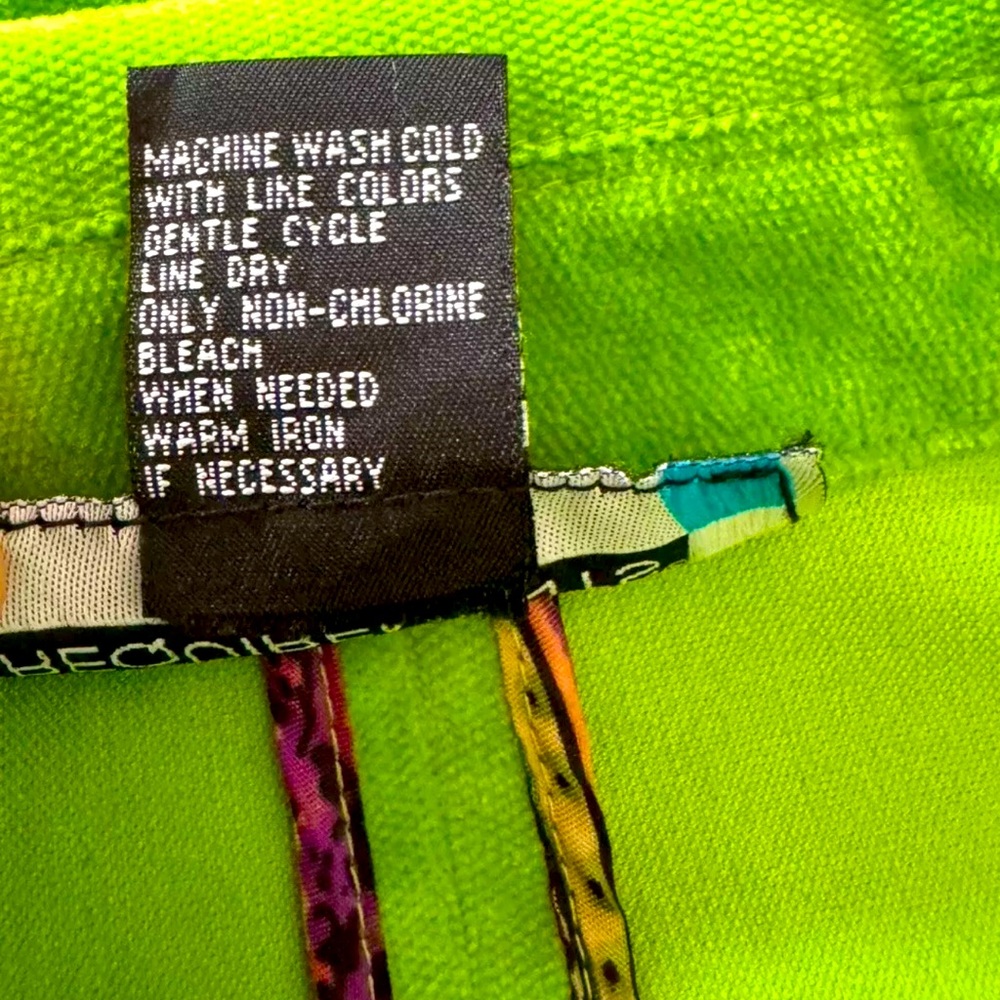 MACHINE WASH COLD
WITH LIKE COLORS
GENTLE CYCLE
LINE DRY
ONLY NON-CHLORINE
BLEACH
WHEN NEEDED
WARM IRON
IF NECESSARY